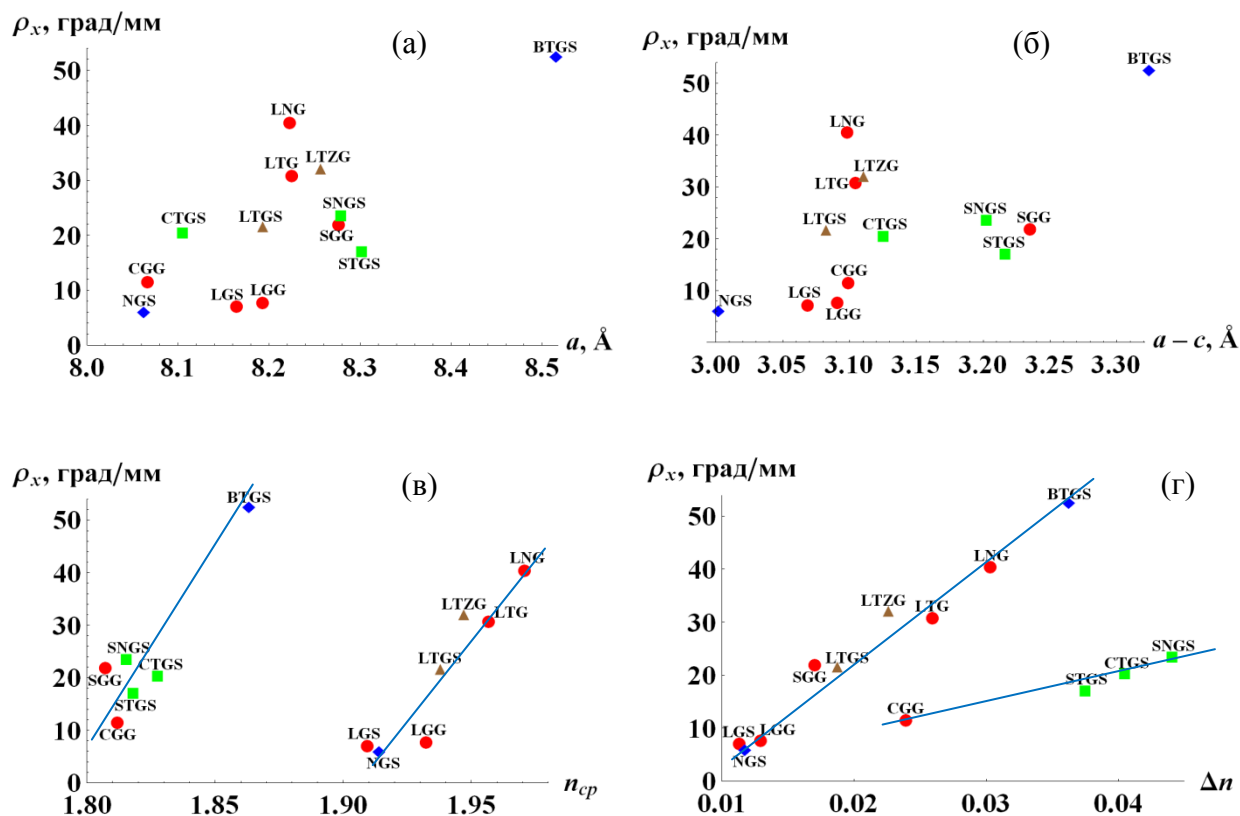 ρx, град/мм
(а)
BTGS
50
LNG
40
LTG
LTZG
30
CTGS
LTGS
SNGS
SGG
20
STGS
CGG
NGS
LGS
LGG
10
0
a, Å
8.0
8.1
8.2
8.3
8.4
8.5
ρx, град/мм
(б)
BTGS
50
LNG
40
LTG
LTZG
30
LTGS
CTGS
SNGS
SGG
20
STGS
CGG
NGS
LGS
LGG
10
a – c, Å
3.00
3.05
3.10
3.15
3.20
3.25
3.30
ρx, град/мм
(в)
BTGS
50
LNG
40
LTZG
LTG
30
SNGS
CTGS
LTGS
20
SGG
STGS
CGG
10
LGS
LGG
NGS
0
nср
1.80
1.85
1.90
1.95
ρx, град/мм
(г)
BTGS
50
LNG
40
LTZG
LTG
30
SGG
LTGS
SNGS
CTGS
STGS
20
CGG
10
LGS
LGG
NGS
0
Δn
0.01
0.02
0.03
0.04